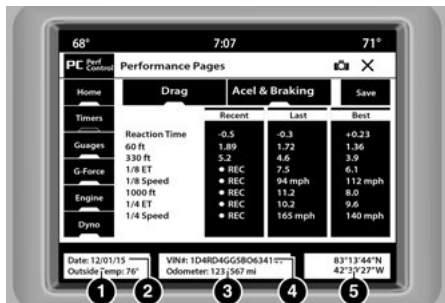 68° 7:07 71°
PC Perf Control Performance Pages
Home Drag Acel & Braking Save
Timers Recent Last Best
Reaction Time -0.5 -0.3 +0.23
Guages 60 ft 1.89 1.72 1.36
330 ft 5.2 4.6 3.9
G-Force 1/8 ET • REC 7.5 6.1
1/8 Speed • REC 94 mph 112 mph
Engine 1000 ft • REC 11.2 8.0
1/4 ET • REC 10.2 9.6
Dyno 1/4 Speed • REC 165 mph 140 mph
Date: 12/01/15 VIN#: 83°13'44"N
Outside Temp: 76° Odometer: 123,567 mi
1 2 3 4 5